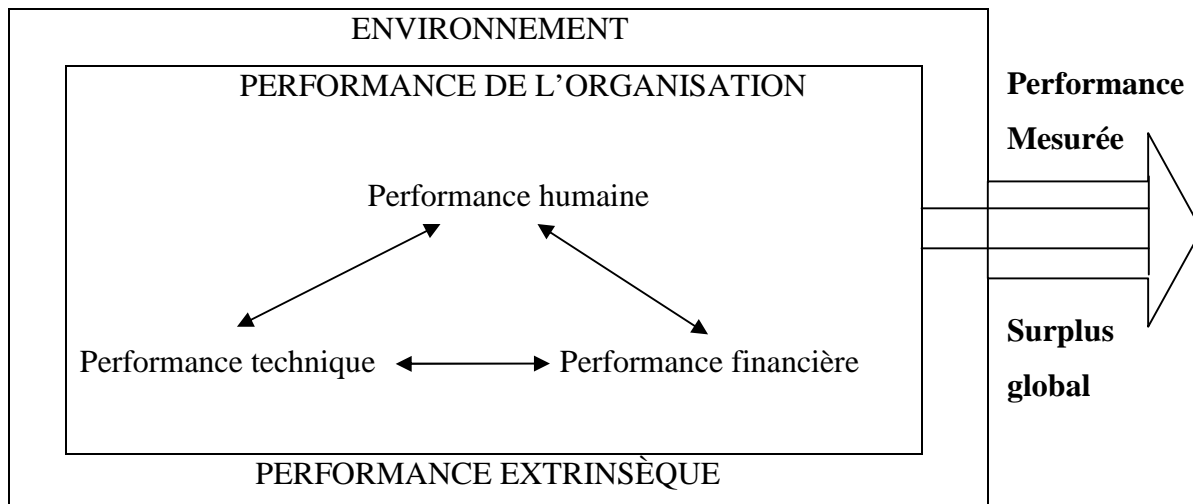 ENVIRONNEMENT
PERFORMANCE DE L’ORGANISATION
Performance humaine
Performance technique
Performance financière
PERFORMANCE EXTRINSÈQUE
Performance
Mesurée
Surplus
global